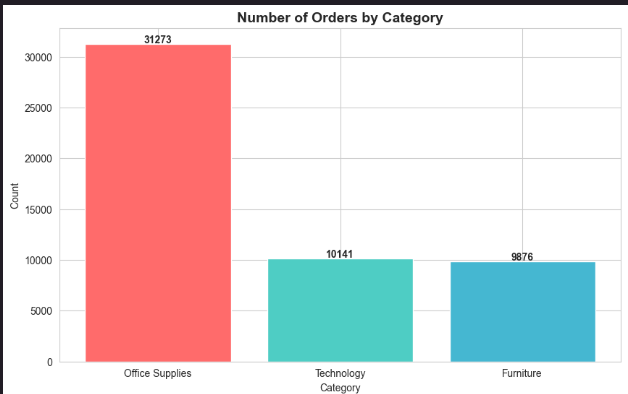 Number of Orders by Category
31273
30000
25000
20000
15000
10000
5000
0
10141
9876
Count
Office Supplies
Technology
Furniture
Category